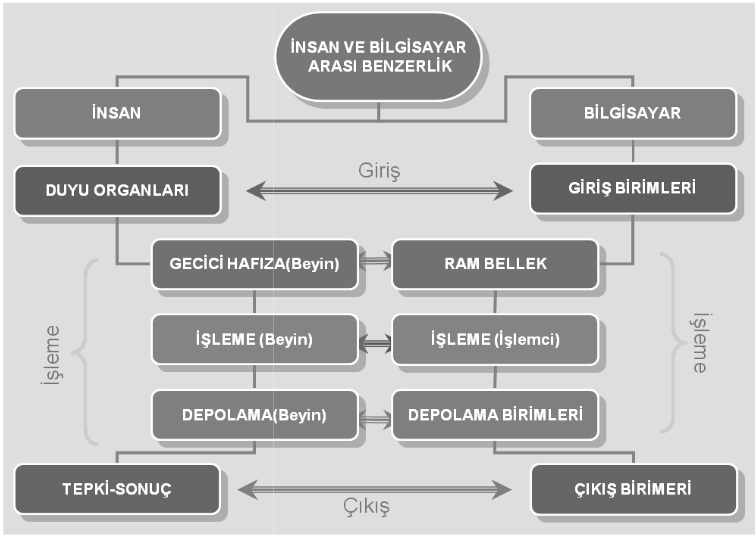 İNSAN VE BİLGİSAYAR
ARASI BENZERLİK
İNSAN
BİLGİSAYAR
DUYU ORGANLARI
Giriş
GİRİŞ BİRİMLERİ
GECİCİ HAFIZA(Beyin)
RAM BELLEK
İşleme
İŞLEME (Beyin)
İŞLEME (İşlemci)
İşleme
DEPOLAMA(Beyin)
DEPOLAMA BİRİMLERİ
TEPKİ-SONUÇ
Çıkış
ÇIKIŞ BİRİMERİ